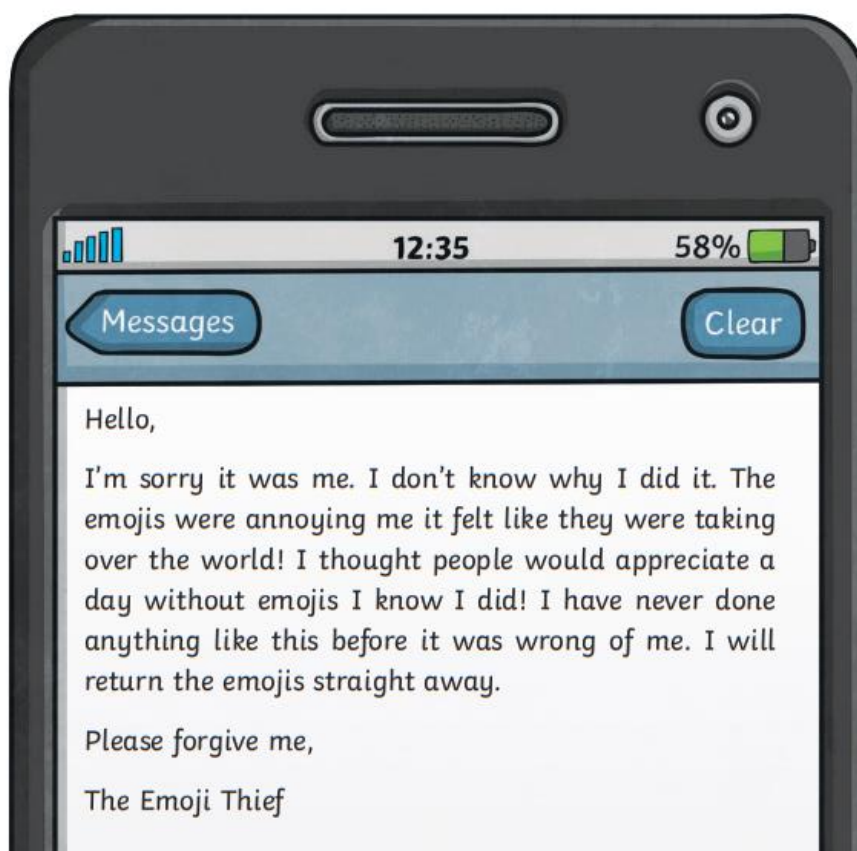 12:35
58%
Messages
Clear
Hello,
I'm sorry it was me. I don't know why I did it. The
emojis were annoying me it felt like they were taking
over the world! I thought people would appreciate a
day without emojis I know I did! I have never done
anything like this before it was wrong of me. I will
return the emojis straight away.
Please forgive me,
The Emoji Thief